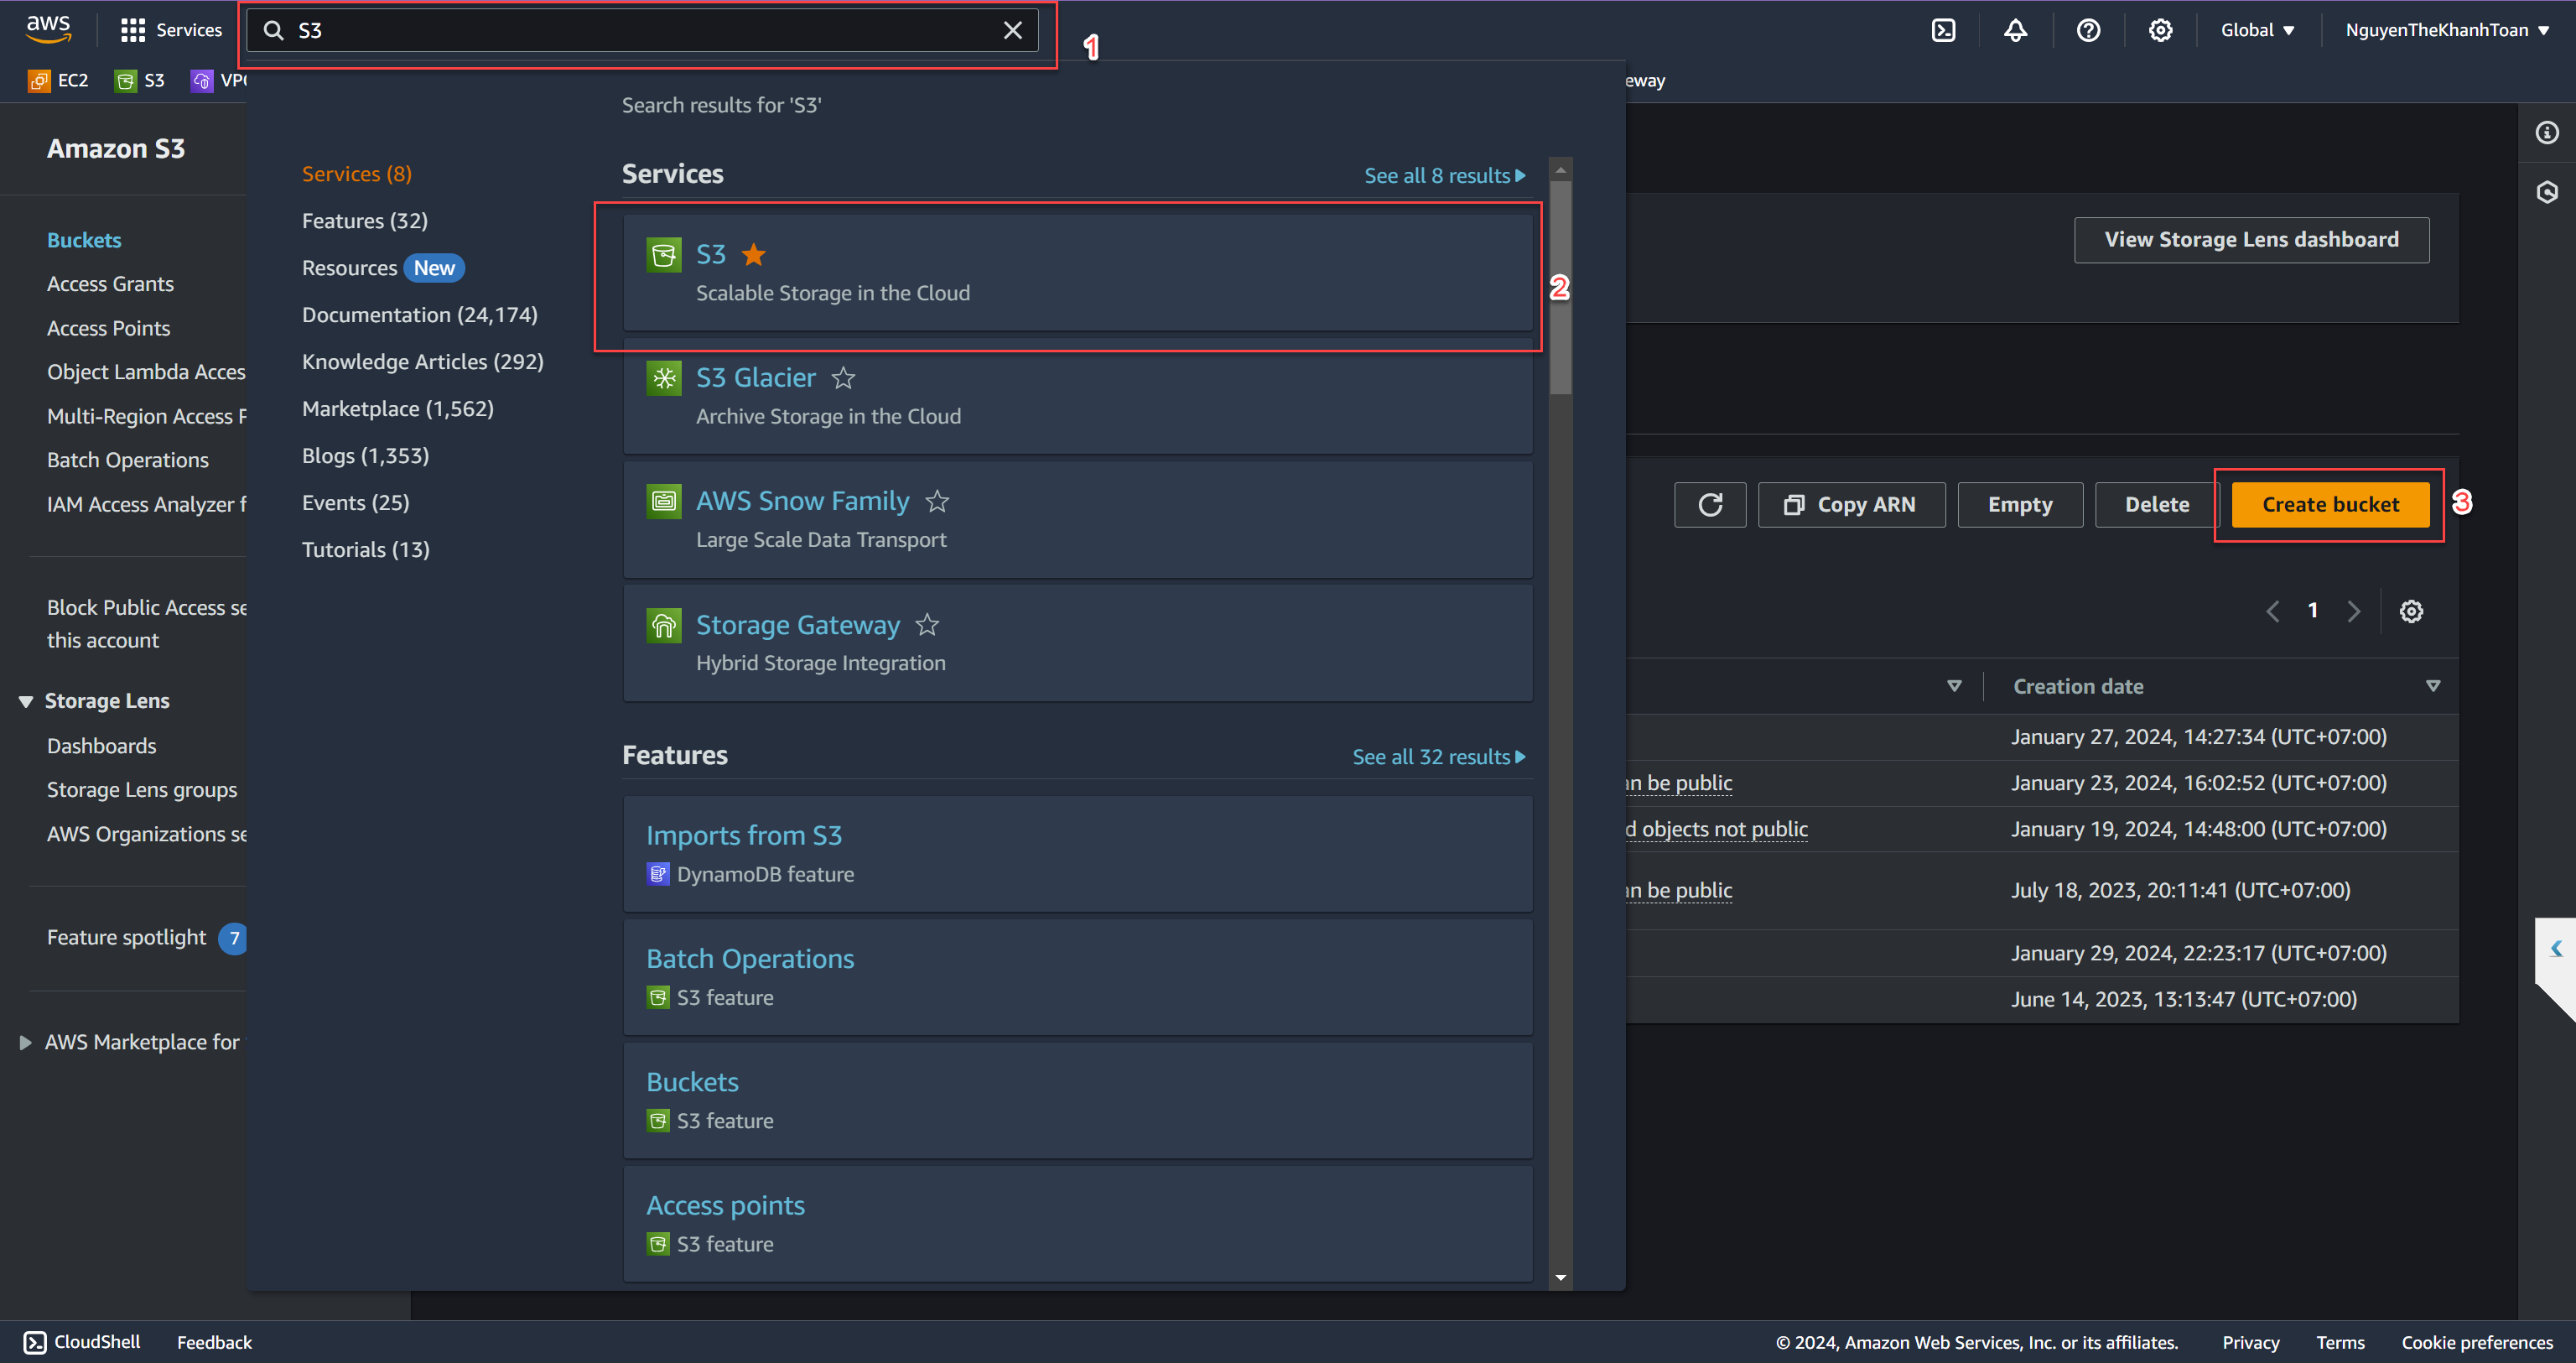 aws
Services
S3
1
Global
NguyenTheKhanhToan
EC2
S3
eway
Search results for 'S3'
Amazon S3
Buckets
Access Grants
Access Points
Object Lambda Acces
Multi-Region Access
Batch Operations
IAM Access Analyzer f
Block Public Access se
this account
Storage Lens
Dashboards
Storage Lens groups
AWS Organizations se
Feature spotlight 7
AWS Marketplace for
Services (8)
Features (32)
Resources New
Documentation (24,174)
Knowledge Articles (292)
Marketplace (1,562)
Blogs (1,353)
Events (25)
Tutorials (13)
Services
See all 8 results
S3
Scalable Storage in the Cloud
2
S3 Glacier
Archive Storage in the Cloud
AWS Snow Family
Large Scale Data Transport
Storage Gateway
Hybrid Storage Integration
Features
See all 32 results
Imports from S3
DynamoDB feature
Batch Operations
S3 feature
Buckets
S3 feature
Access points
S3 feature
View Storage Lens dashboard
Copy ARN
Empty
Delete
Create bucket
3
1
Creation date
January 27, 2024, 14:27:34 (UTC+07:00)
an be public
January 23, 2024, 16:02:52 (UTC+07:00)
d objects not public
January 19, 2024, 14:48:00 (UTC+07:00)
an be public
July 18, 2023, 20:11:41 (UTC+07:00)
January 29, 2024, 22:23:17 (UTC+07:00)
June 14, 2023, 13:13:47 (UTC+07:00)
CloudShell
Feedback
© 2024, Amazon Web Services, Inc. or its affiliates.
Privacy
Terms
Cookie preferences